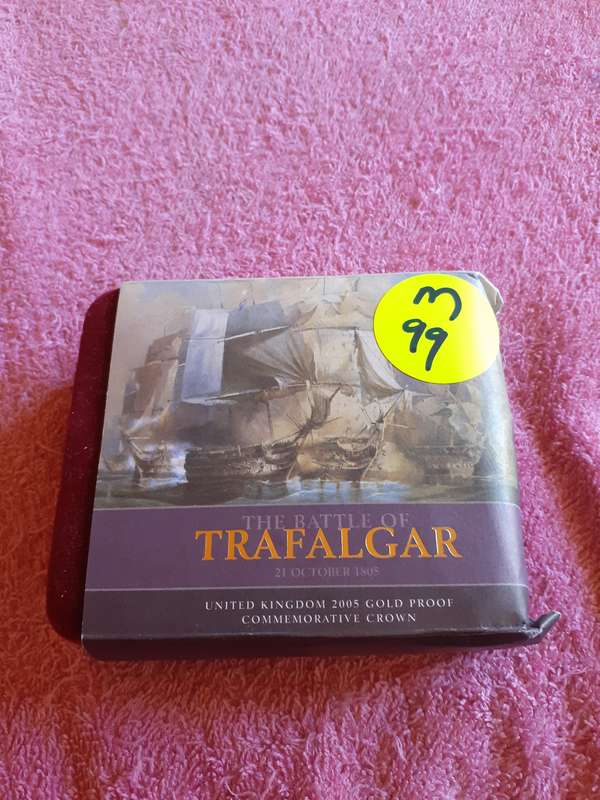 m
99
THE BATTLE OF
TRAFALGAR
21 OCTOBER 1805
UNITED KINGDOM 2005 GOLD PROOF
COMMEMORATIVE CROWN